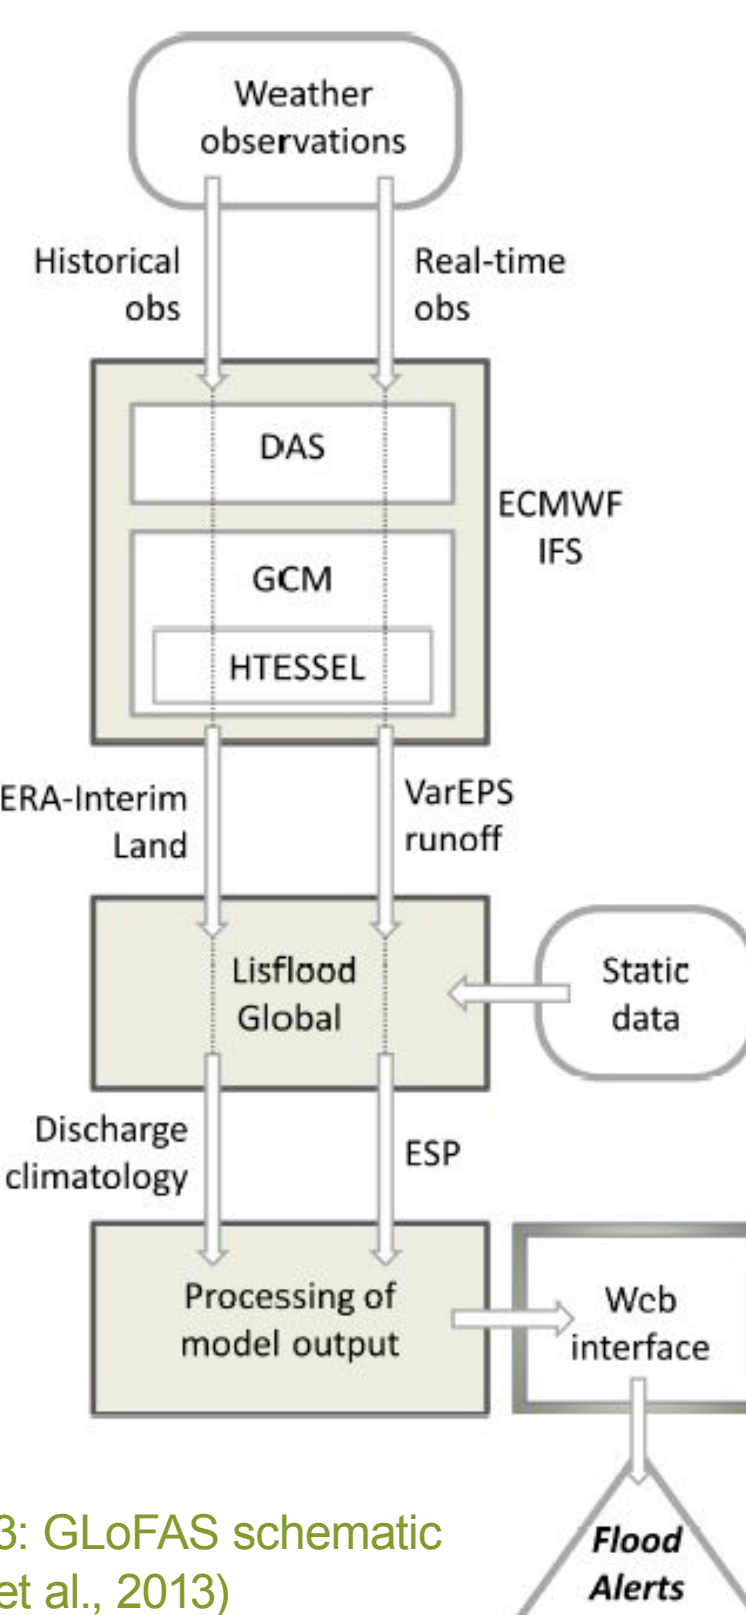 Weather
observations
Historical
obs
Real-time
obs
DAS
ECMWF
IFS
GCM
HTESSEL
ERA-Interim
Land
VarEPS
runoff
Lisflood
Global
Static
data
Discharge
climatology
ESP
Processing of
model output
Web
interface
Flood
Alerts
3: GLoFAS schematic
et al., 2013)